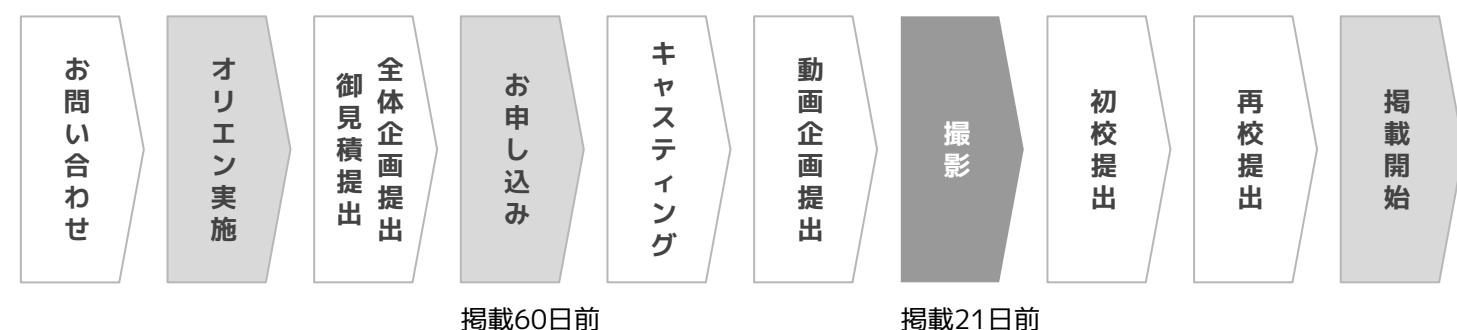 お問い合わせ
オリエン実施
全体企画提出
御見積提出
お申し込み
キャスティング
動画企画提出
撮影
初校提出
再校提出
掲載開始
掲載60日前
掲載21日前